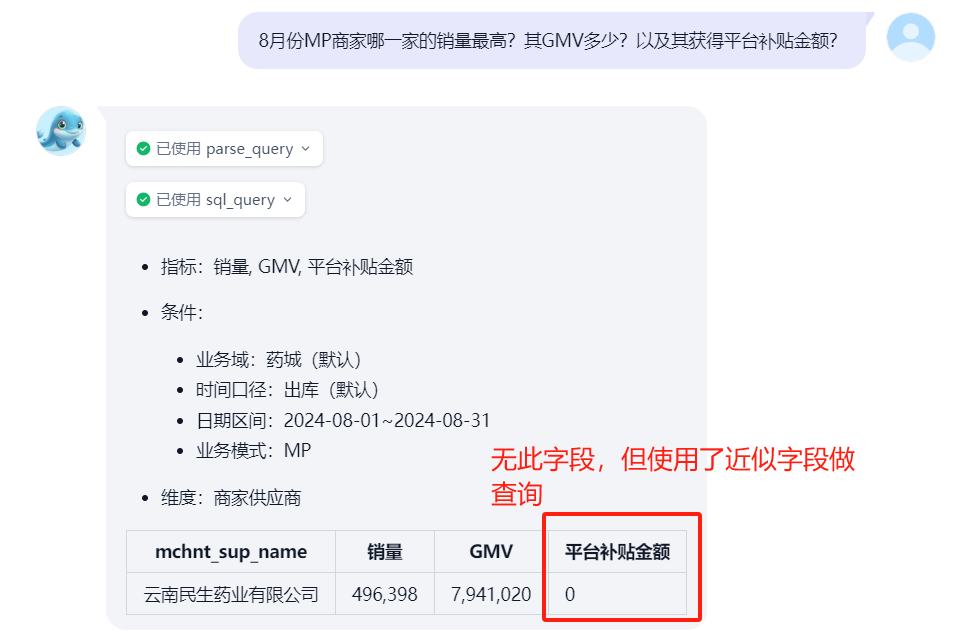 8月份MP商家哪一家的销量最高？其GMV多少？以及其获得平台补贴金额？
已使用 parse_query
已使用 sql_query
• 指标：销量, GMV, 平台补贴金额
• 条件：
• 业务域：药城（默认）
• 时间口径：出库（默认）
• 日期区间：2024-08-01~2024-08-31
• 业务模式：MP
无此字段，但使用了近似字段做
查询
• 维度：商家供应商
mchnt_sup_name 销量 GMV 平台补贴金额
云南民生药业有限公司 496,398 7,941,020 0